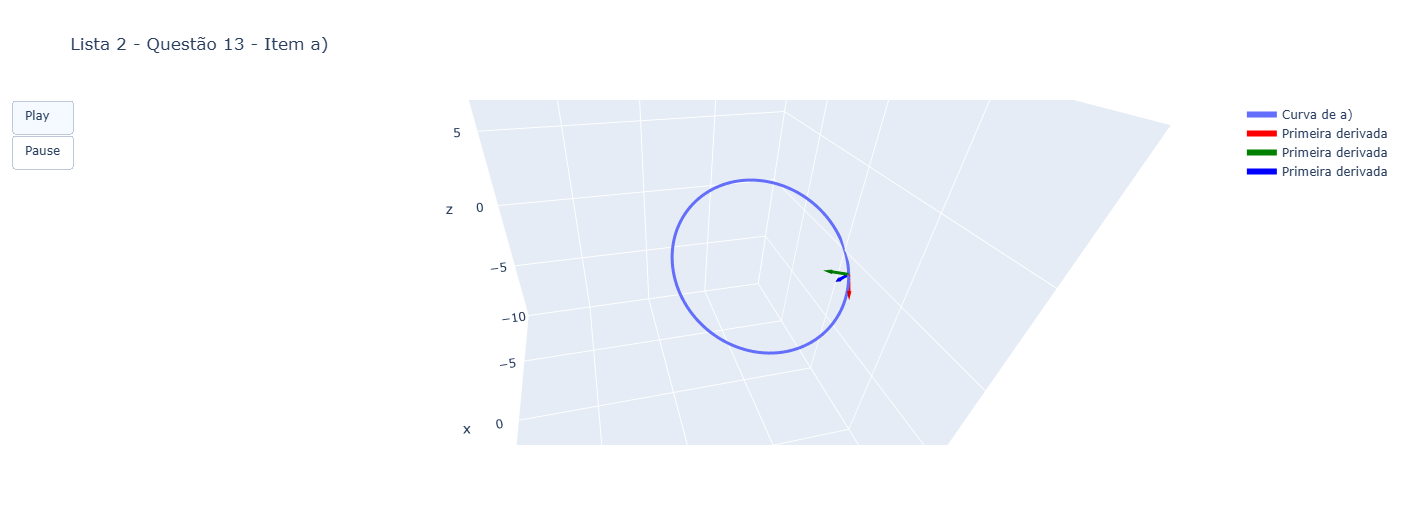 Lista 2 - Questão 13 - Item a)
Play
Pause
Curva de a)
Primeira derivada
Primeira derivada
Primeira derivada
5
z
0
−5
−10
−5
0
x